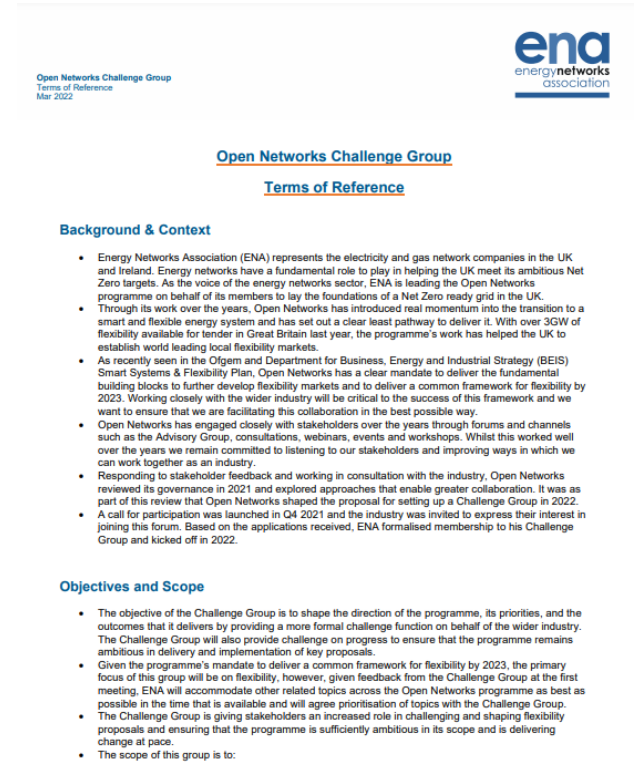 ena
energynetworks
association
Open Networks Challenge Group
Terms of Reference
Mar 2022
Open Networks Challenge Group
Terms of Reference
Background & Context
• Energy Networks Association (ENA) represents the electricity and gas network companies in the UK
and Ireland. Energy networks have a fundamental role to play in helping the UK meet its ambitious Net
Zero targets. As the voice of the energy networks sector, ENA is leading the Open Networks
programme on behalf of its members to lay the foundations of a Net Zero ready grid in the UK.
• Through its work over the years, Open Networks has introduced real momentum into the transition to a
smart and flexible energy system and has set out a clear least pathway to deliver it. With over 3GW of
flexibility available for tender in Great Britain last year, the programme's work has helped the UK to
establish world leading local flexibility markets.
• As recently seen in the Ofgem and Department for Business, Energy and Industrial Strategy (BEIS)
Smart Systems & Flexibility Plan, Open Networks has a clear mandate to deliver the fundamental
building blocks to further develop flexibility markets and to deliver a common framework for flexibility by
2023. Working closely with the wider industry will be critical to the success of this framework and we
want to ensure that we are facilitating this collaboration in the best possible way.
• Open Networks has engaged closely with stakeholders over the years through forums and channels
such as the Advisory Group, consultations, webinars, events and workshops. Whilst this worked well
over the years we remain committed to listening to our stakeholders and improving ways in which we
can work together as an industry.
• Responding to stakeholder feedback and working in consultation with the industry, Open Networks
reviewed its governance in 2021 and explored approaches that enable greater collaboration. It was as
part of this review that Open Networks shaped the proposal for setting up a Challenge Group in 2022.
• A call for participation was launched in Q4 2021 and the industry was invited to express their interest in
joining this forum. Based on the applications received, ENA formalised membership to his Challenge
Group and kicked off in 2022.
Objectives and Scope
• The objective of the Challenge Group is to shape the direction of the programme, its priorities, and the
outcomes that it delivers by providing a more formal challenge function on behalf of the wider industry.
The Challenge Group will also provide challenge on progress to ensure that the programme remains
ambitious in delivery and implementation of key proposals.
• Given the programme's mandate to deliver a common framework for flexibility by 2023, the primary
focus of this group will be on flexibility, however, given feedback from the Challenge Group at the first
meeting, ENA will accommodate other related topics across the Open Networks programme as best as
possible in the time that is available and will agree prioritisation of topics with the Challenge Group.
• The Challenge Group is giving stakeholders an increased role in challenging and shaping flexibility
proposals and ensuring that the programme is sufficiently ambitious in its scope and is delivering
change at pace.
• The scope of this group is to: